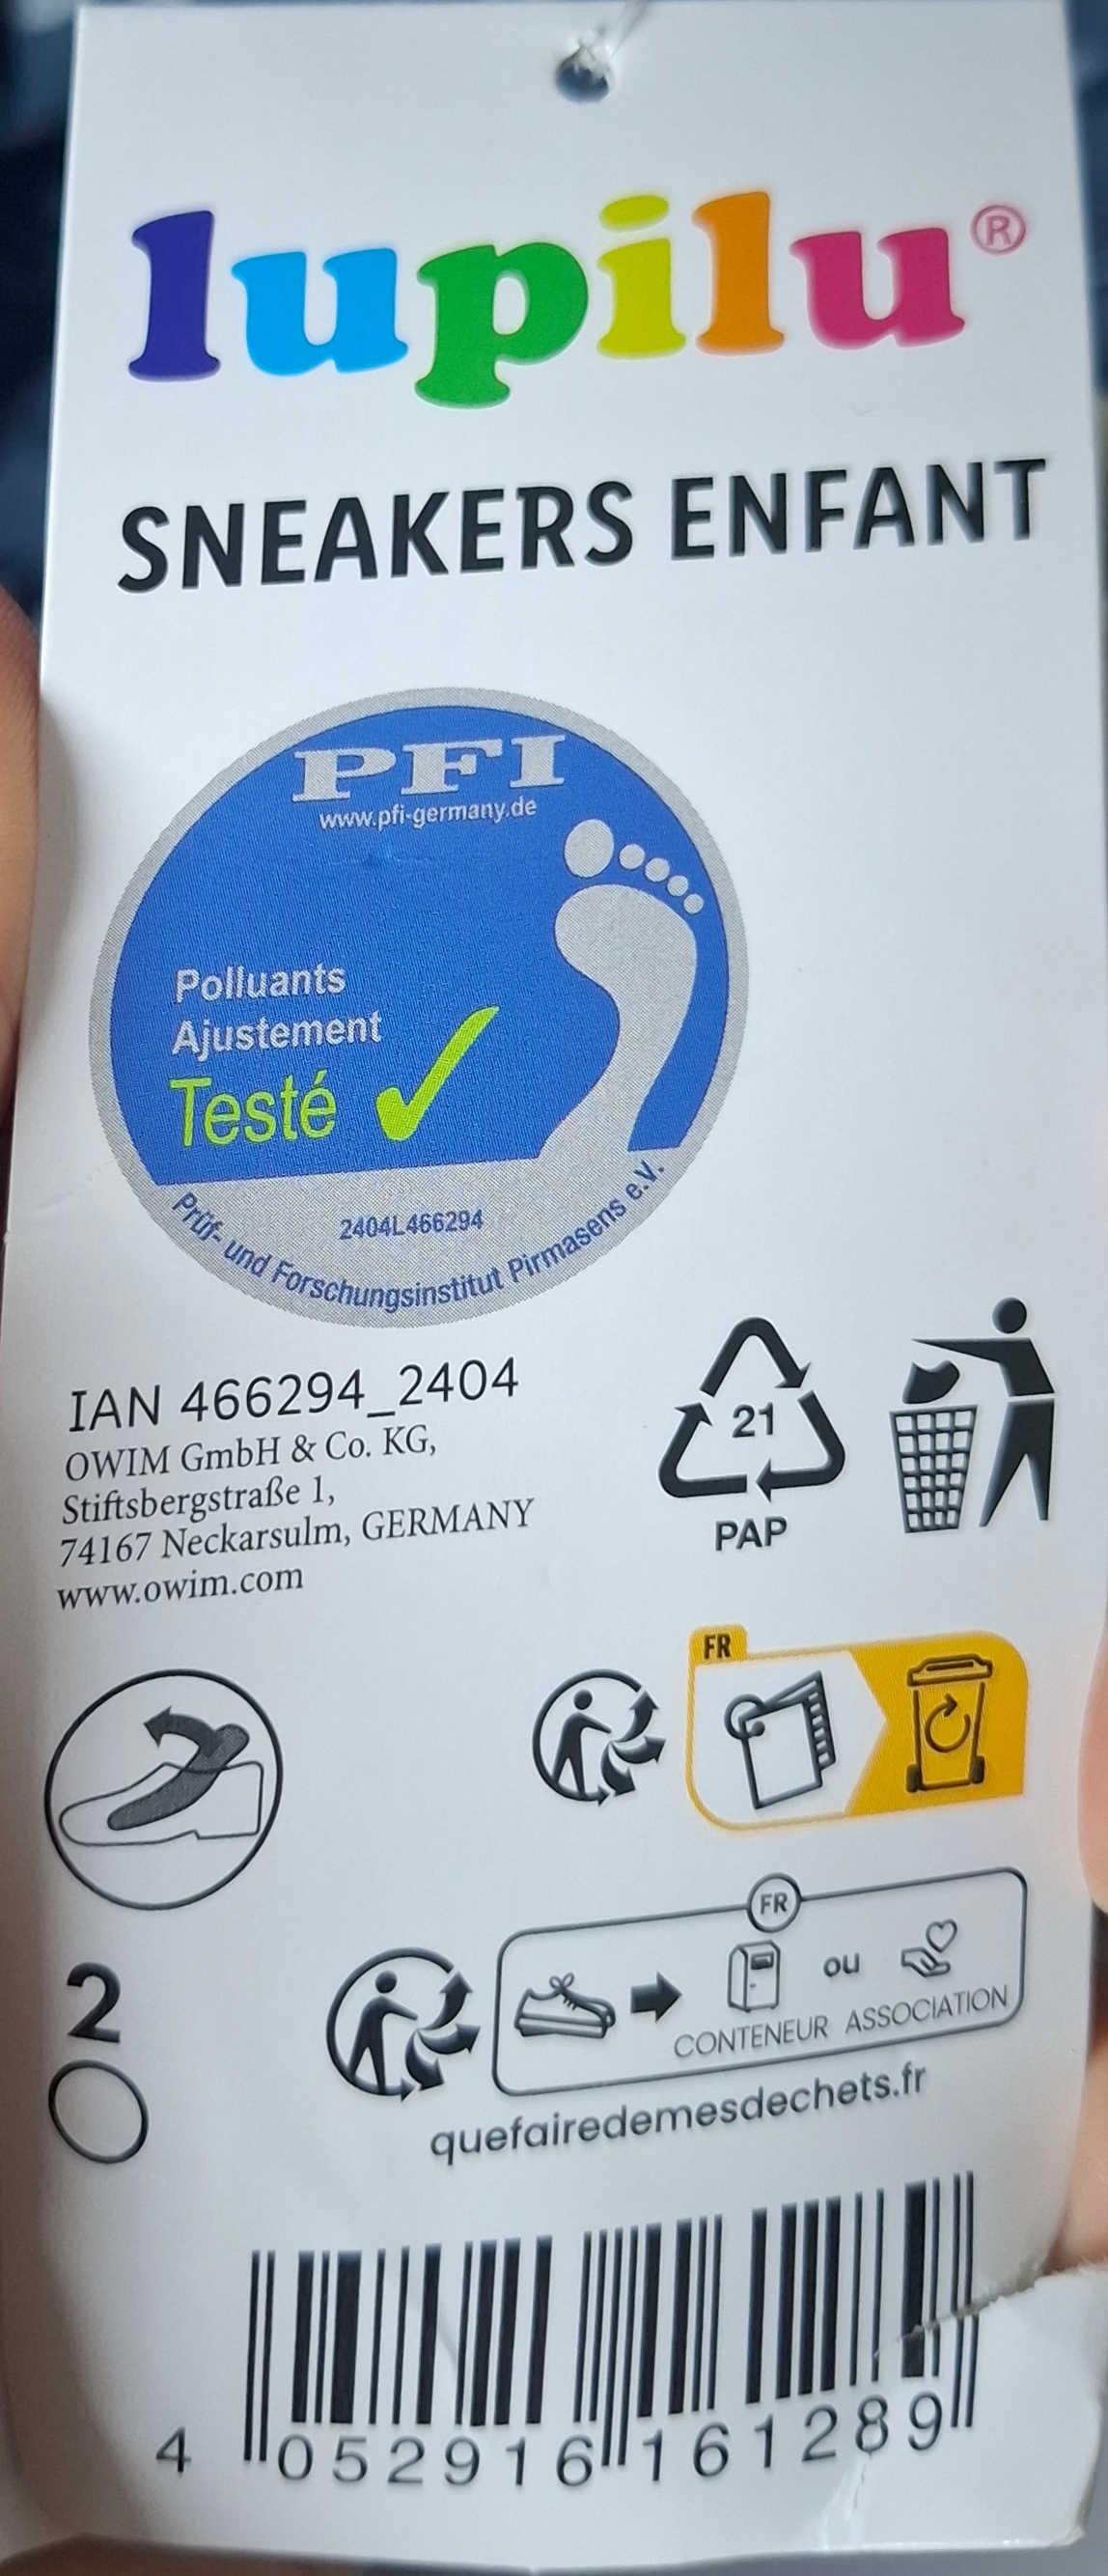 lupilu®
SNEAKERS ENFANT
PFI
www.pfi-germany.de
Polluants
Ajustement
Testé
2404L466294
Prüf- und Forschungsinstitut Pirmasens e.V.
IAN 466294_2404
OWIM GmbH & Co. KG,
Stiftsbergstraße 1,
74167 Neckarsulm, GERMANY
www.owim.com
21
PAP
FR
2
FR
ou
CONTENEUR ASSOCIATION
quefairedemesdechets.fr
4 052916 161289